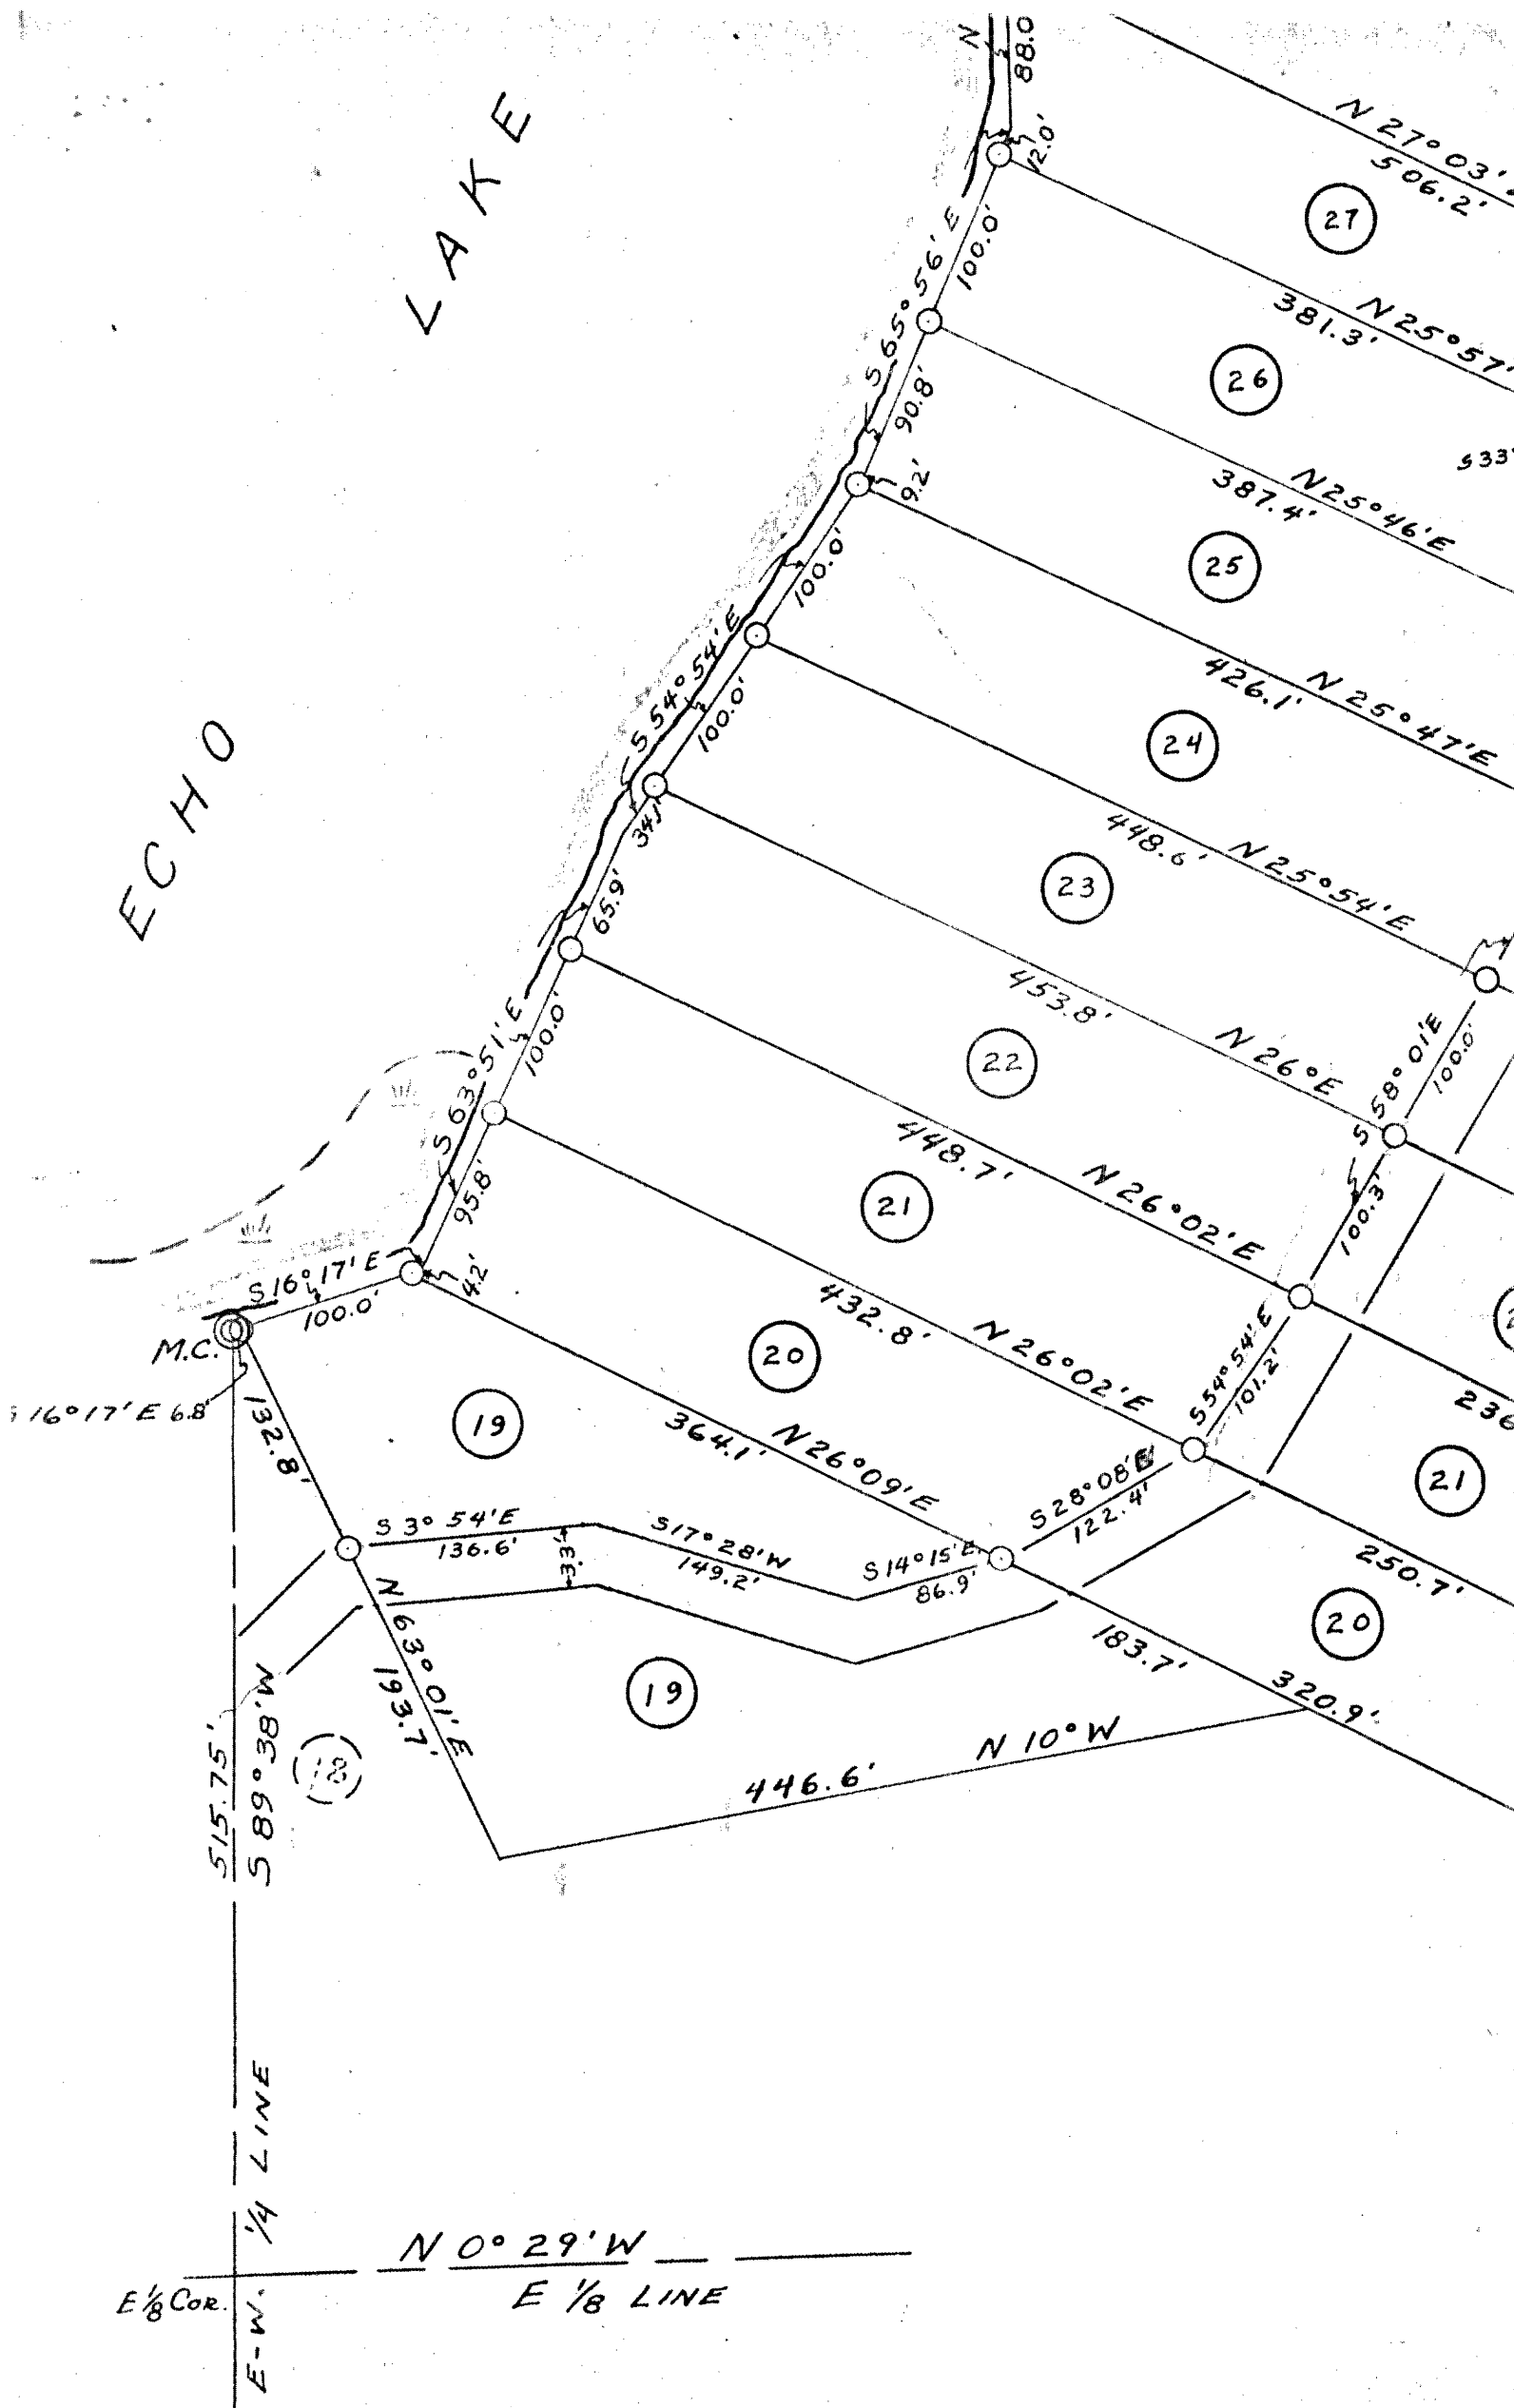 N
88.0
12.0'
N 27° 03'
506.2'
27
LAKE
S 65° 56' E
100.0'
N 25° 57'
381.3'
26
90.8'
9.2'
S 33°
N 25° 46' E
387.4'
25
100.0'
S 54° 54' E
100.0'
N 25° 47' E
426.1'
24
34.1'
ECHO
N 25° 54' E
448.6'
23
65.9'
453.8'
N 26° E
S 58° 01' E
100.0'
100.0'
S 63° 51' E
22
448.7'
N 26° 02' E
100.3'
95.8'
21
4.2'
S 16° 17' E
100.0'
432.8'
N 26° 02' E
S 54° 54' E
101.2'
M.C.
20
236
S 16° 17' E 6.8'
132.8'
19
364.1'
N 26° 09' E
S 28° 08' E
122.4'
21
S 3° 54' E
136.6'
33'
S 17° 28' W
149.2'
S 14° 15' E
86.9'
250.7'
N 63° 01' E
193.7'
183.7'
20
320.9'
19
N 10° W
446.6'
18
515.75'
S 89° 38' W
E-W. 1/4 LINE
N 0° 29' W
E 1/8 COR.
E 1/8 LINE